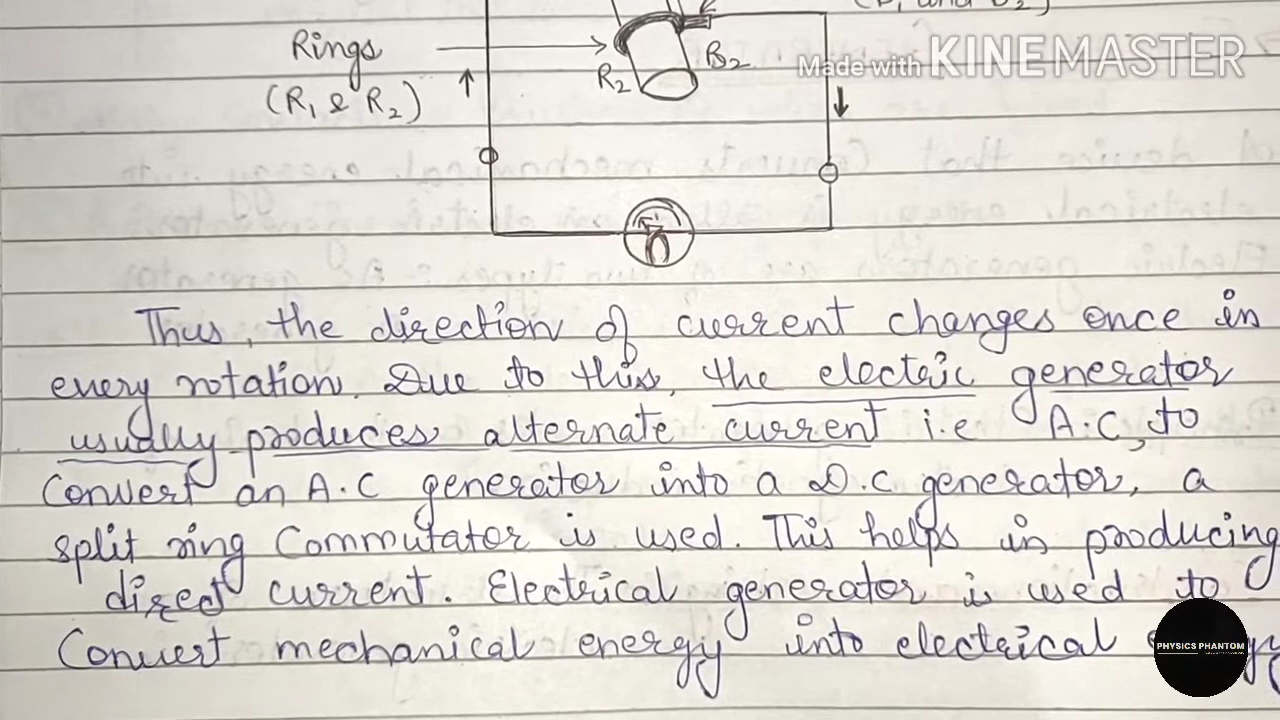 (B1 and B2)
Made with KINEMASTER
Rings
(R1 & R2)
R2
B2
Thus, the direction of current changes once in
every rotation. Due to this, the electric generator
usually produces alternate current i.e A.C, to
Convert an A.C generator into a D.C generator, a
split ring Commutator is used. This helps in producing
direct current. Electrical generator is used to
Convert mechanical energy into electrical
PHYSICS PHANTOM